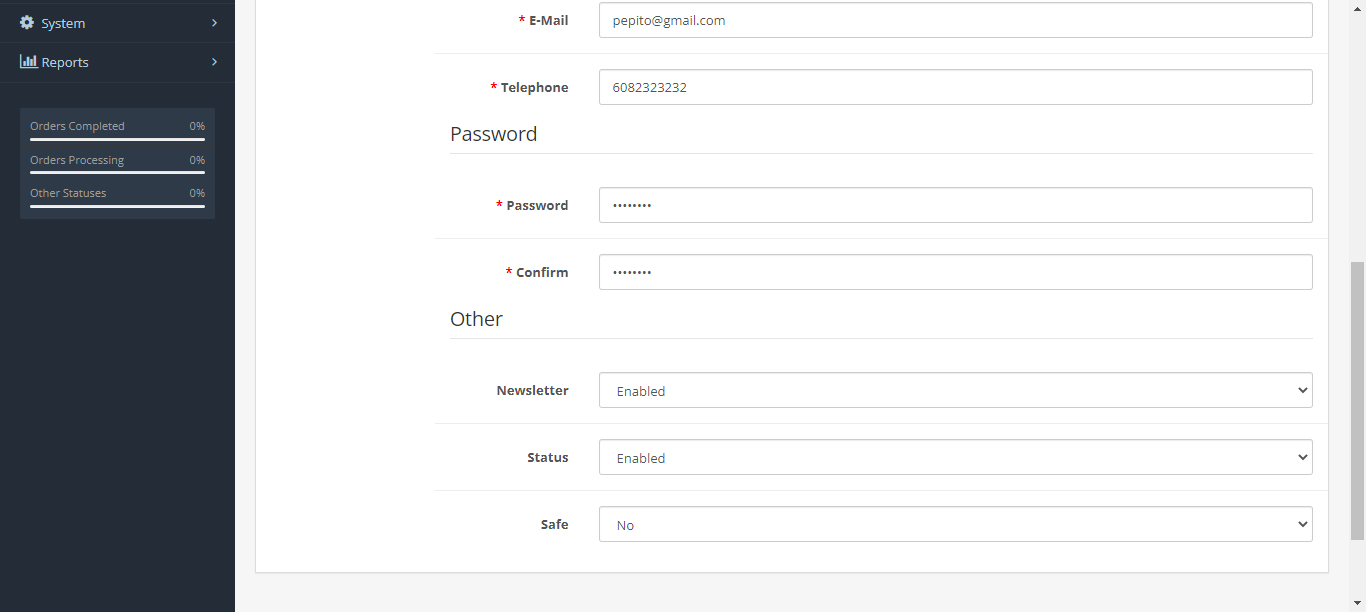 System
Reports
Orders Completed 0%
Orders Processing 0%
Other Statuses 0%
* E-Mail pepito@gmail.com
* Telephone 6082323232
Password
* Password ••••••••
* Confirm ••••••••
Other
Newsletter Enabled
Status Enabled
Safe No